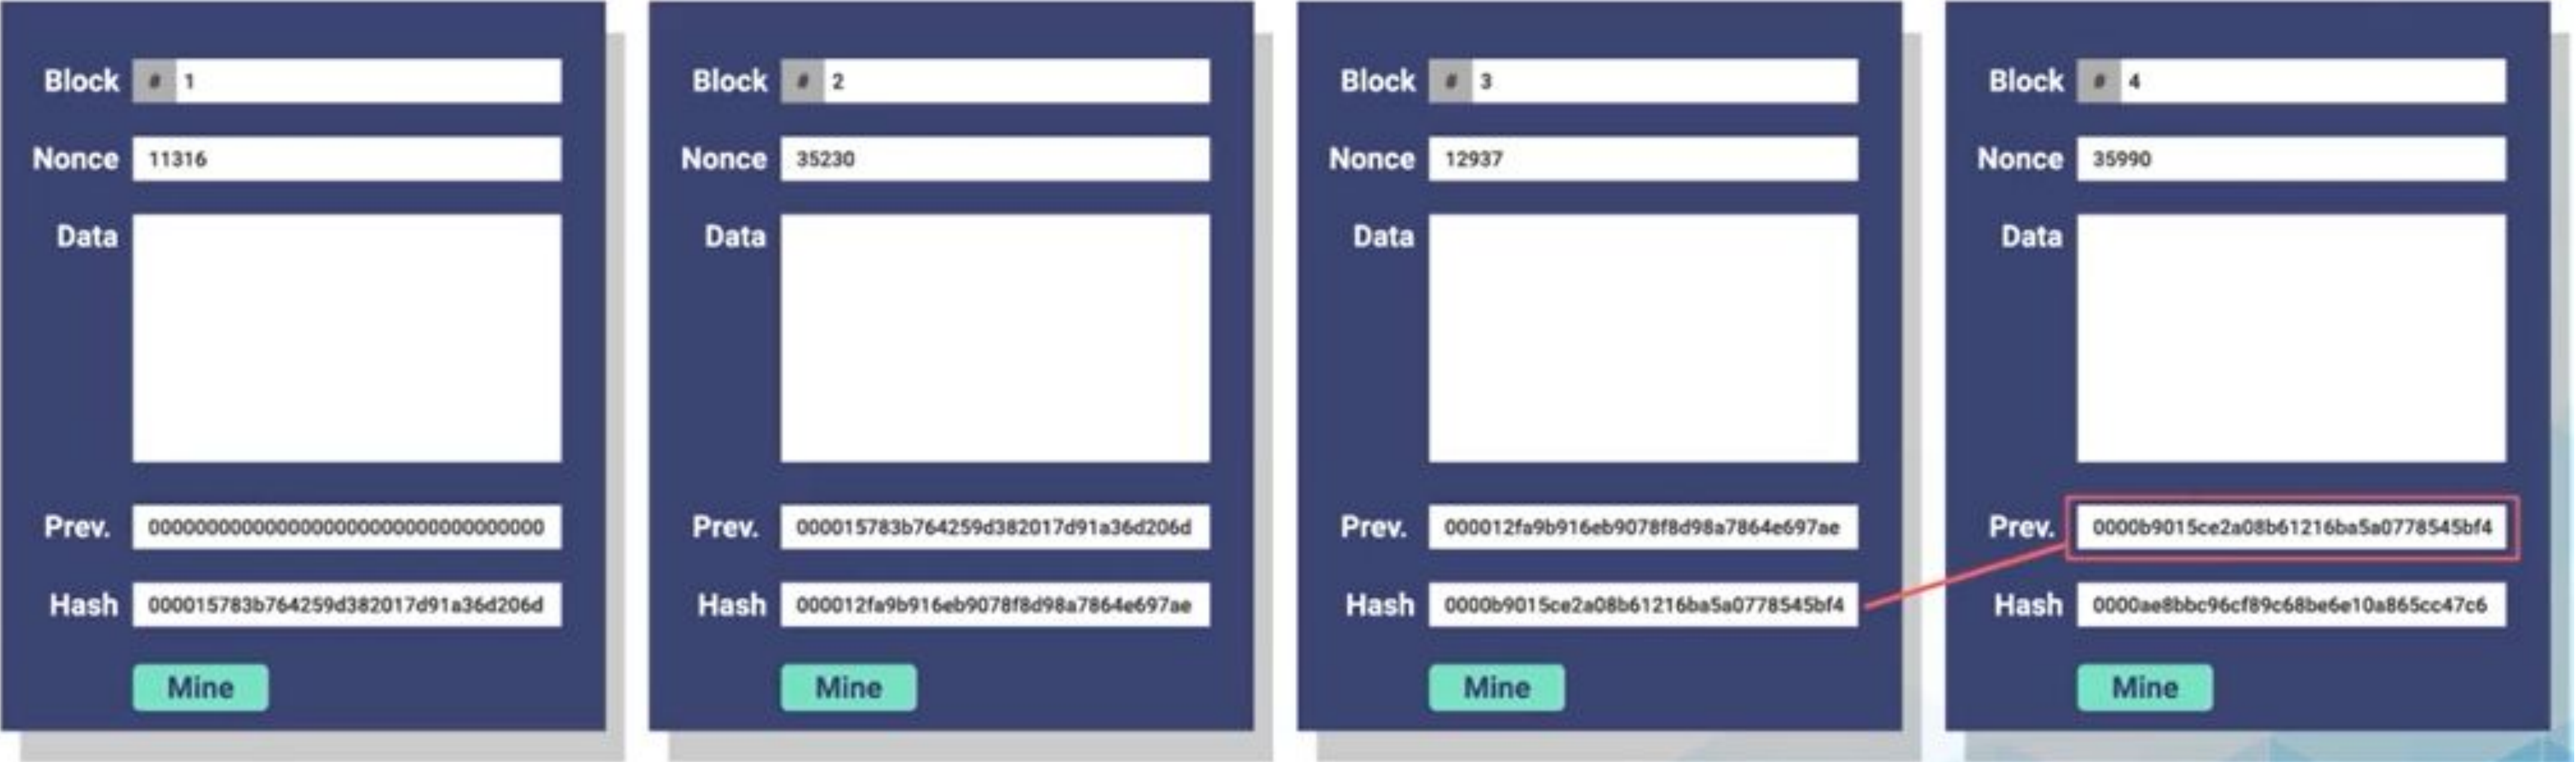 Block # 1
Nonce 11316
Data
Prev. 00000000000000000000000000000000
Hash 000015783b764259d382017d91a36d206d
Mine
Block # 2
Nonce 35230
Data
Prev. 000015783b764259d382017d91a36d206d
Hash 000012fa9b916eb9078f8d98a7864e697ae
Mine
Block # 3
Nonce 12937
Data
Prev. 000012fa9b916eb9078f8d98a7864e697ae
Hash 0000b9015ce2a08b61216ba5a0778545bf4
Mine
Block # 4
Nonce 35990
Data
Prev. 0000b9015ce2a08b61216ba5a0778545bf4
Hash 0000ae8bbc96cf89c68be6e10a865cc47c6
Mine